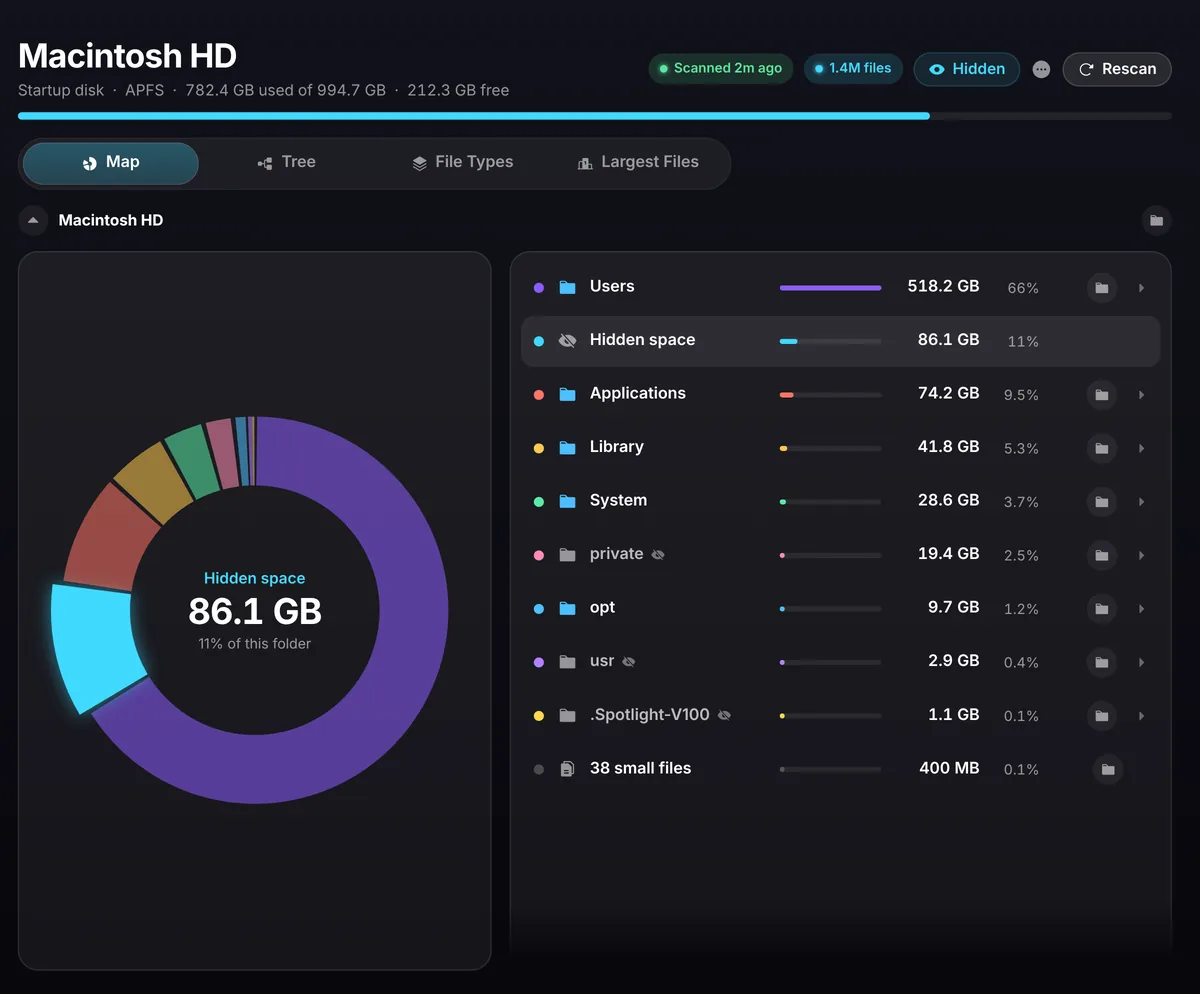 Macintosh HD
Startup disk · APFS · 782.4 GB used of 994.7 GB · 212.3 GB free
Scanned 2m ago
1.4M files
Hidden
Rescan
Map
Tree
File Types
Largest Files
Macintosh HD
Hidden space
86.1 GB
11% of this folder
Users 518.2 GB 66%
Hidden space 86.1 GB 11%
Applications 74.2 GB 9.5%
Library 41.8 GB 5.3%
System 28.6 GB 3.7%
private 19.4 GB 2.5%
opt 9.7 GB 1.2%
usr 2.9 GB 0.4%
.Spotlight-V100 1.1 GB 0.1%
38 small files 400 MB 0.1%